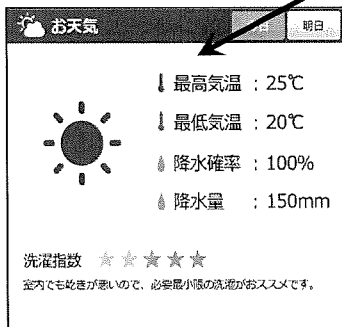 お天気
日 明日
最高気温 : 25℃
最低気温 : 20℃
降水確率 : 100%
降水量 : 150mm
洗濯指数 ★★★★★
室内でも乾きが悪いので、必要最小限の洗濯がおススメです。